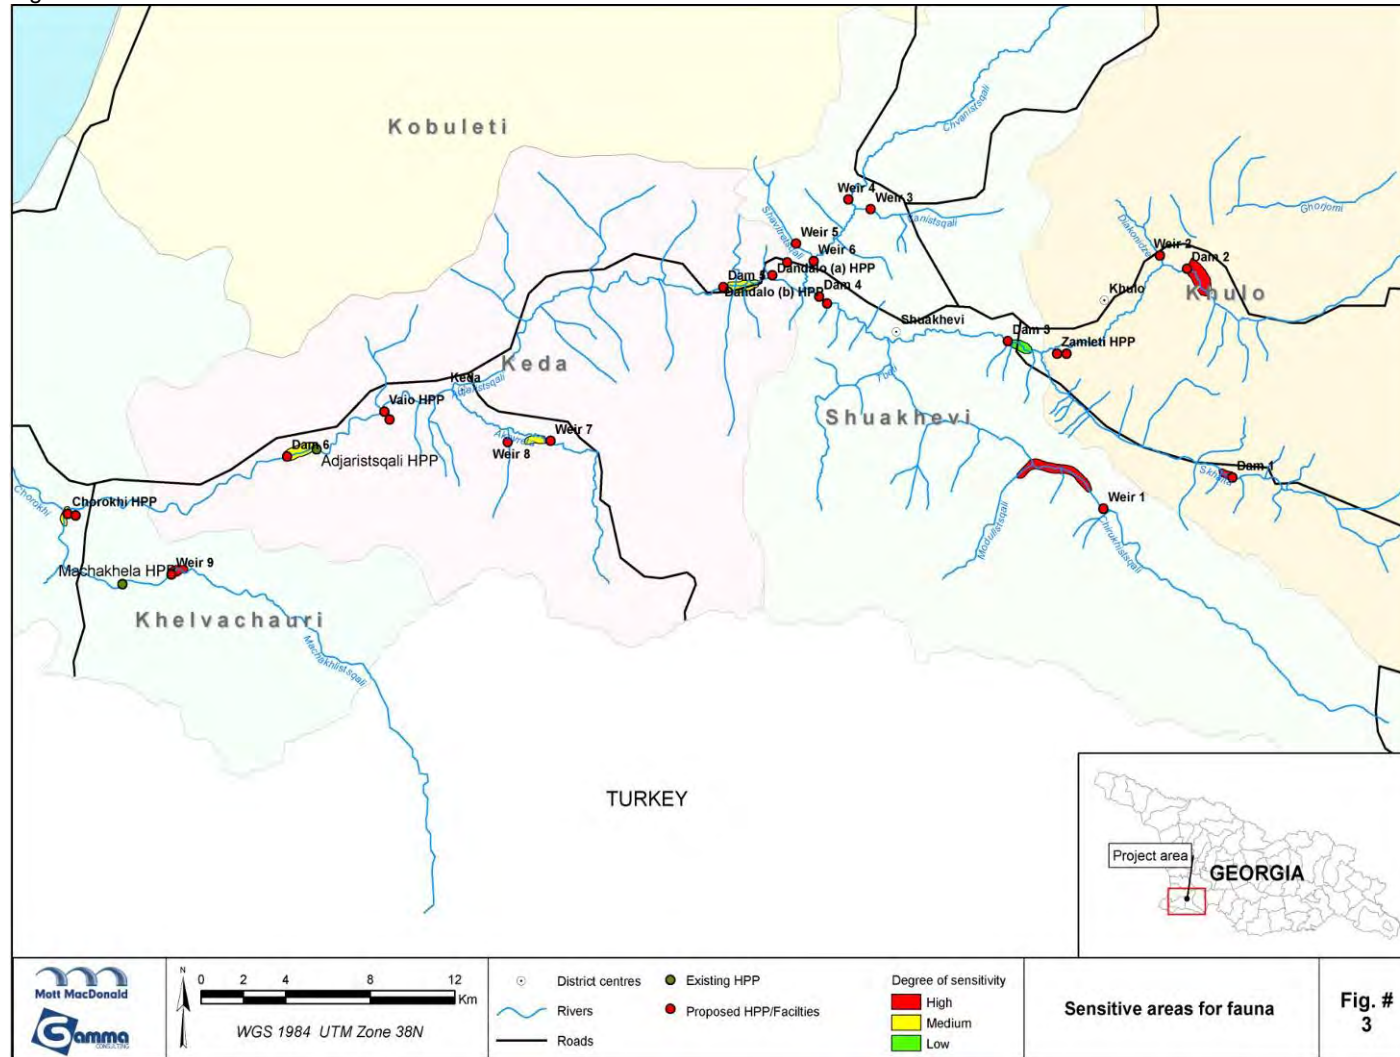 Kobuleti
Chvanistsqali
Weir 4
Weir 3
Ghorjomi
Shavitretsqali
Diakonidze
Weir 5
Weir 6
Weir 2
Dam 2
Dandalo (a) HPP
Dam 5
Dandalo (b) HPP
Dam 4
Khulo
Khulo
Shuakhevi
Dam 3
Zamleti HPP
Keda
Keda
Adjaristsqali
Shuakhevi
Vaio HPP
Weir 7
Weir 8
Dam 6
Adjaristsqali HPP
Skhalta
Dam 1
Chorokhi
Chorokhi HPP
Weir 1
Chirukhistsqali
Machakhela HPP
Weir 9
Khelvachauri
Machakhlistsqali
TURKEY
Project area
GEORGIA
Mott MacDonald
Gamma
CONSULTING
N
0 2 4 8 12
Km
WGS 1984 UTM Zone 38N
District centres
Rivers
Roads
Existing HPP
Proposed HPP/Facilties
Degree of sensitivity
High
Medium
Low
Sensitive areas for fauna
Fig. #
3